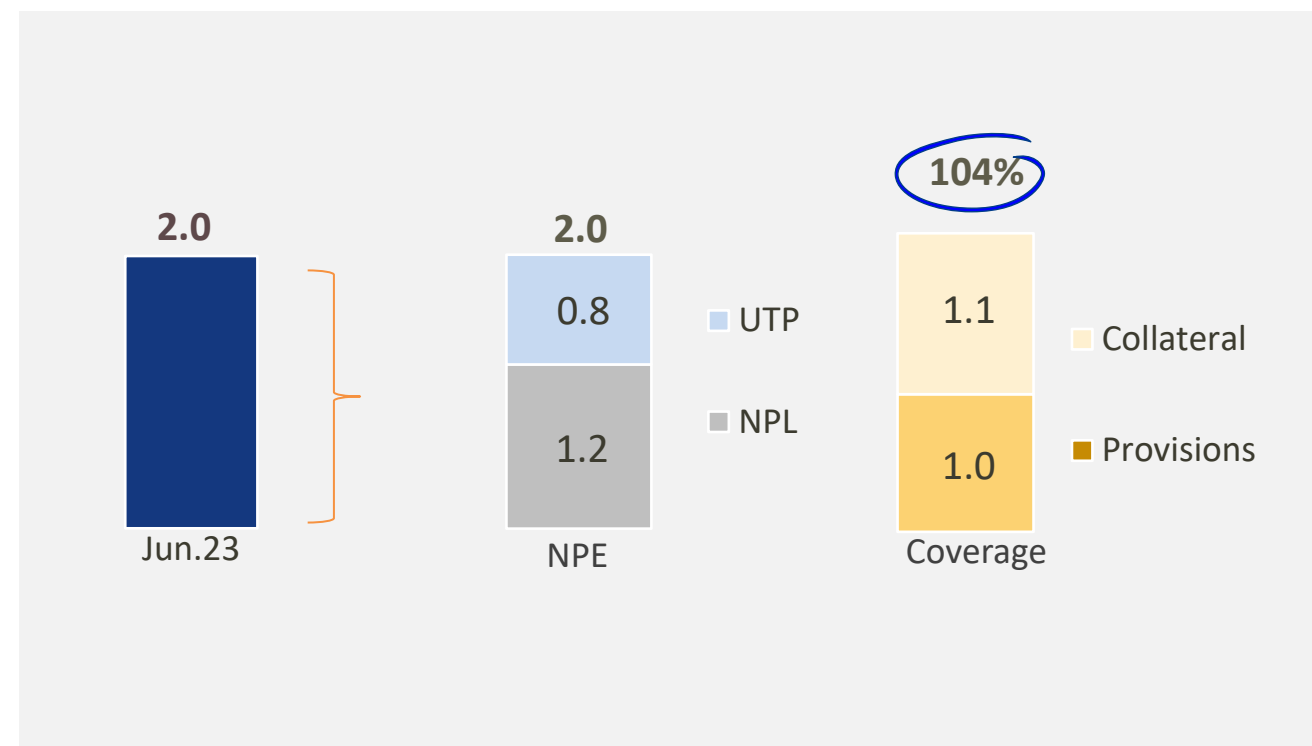 2.0
Jun.23
2.0
0.8
1.2
NPE
UTP
NPL
104%
1.1
1.0
Coverage
Collateral
Provisions